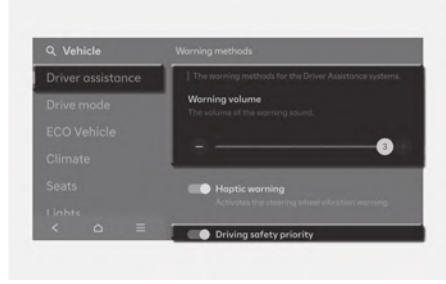 Vehicle
Warning methods
Driver assistance
The warning methods for the Driver Assistance systems.
Drive mode
Warning volume
The volume of the warning sound.
ECO Vehicle
3
Climate
Seats
Haptic warning
Activates the steering wheel vibration warning.
Lights
Driving safety priority